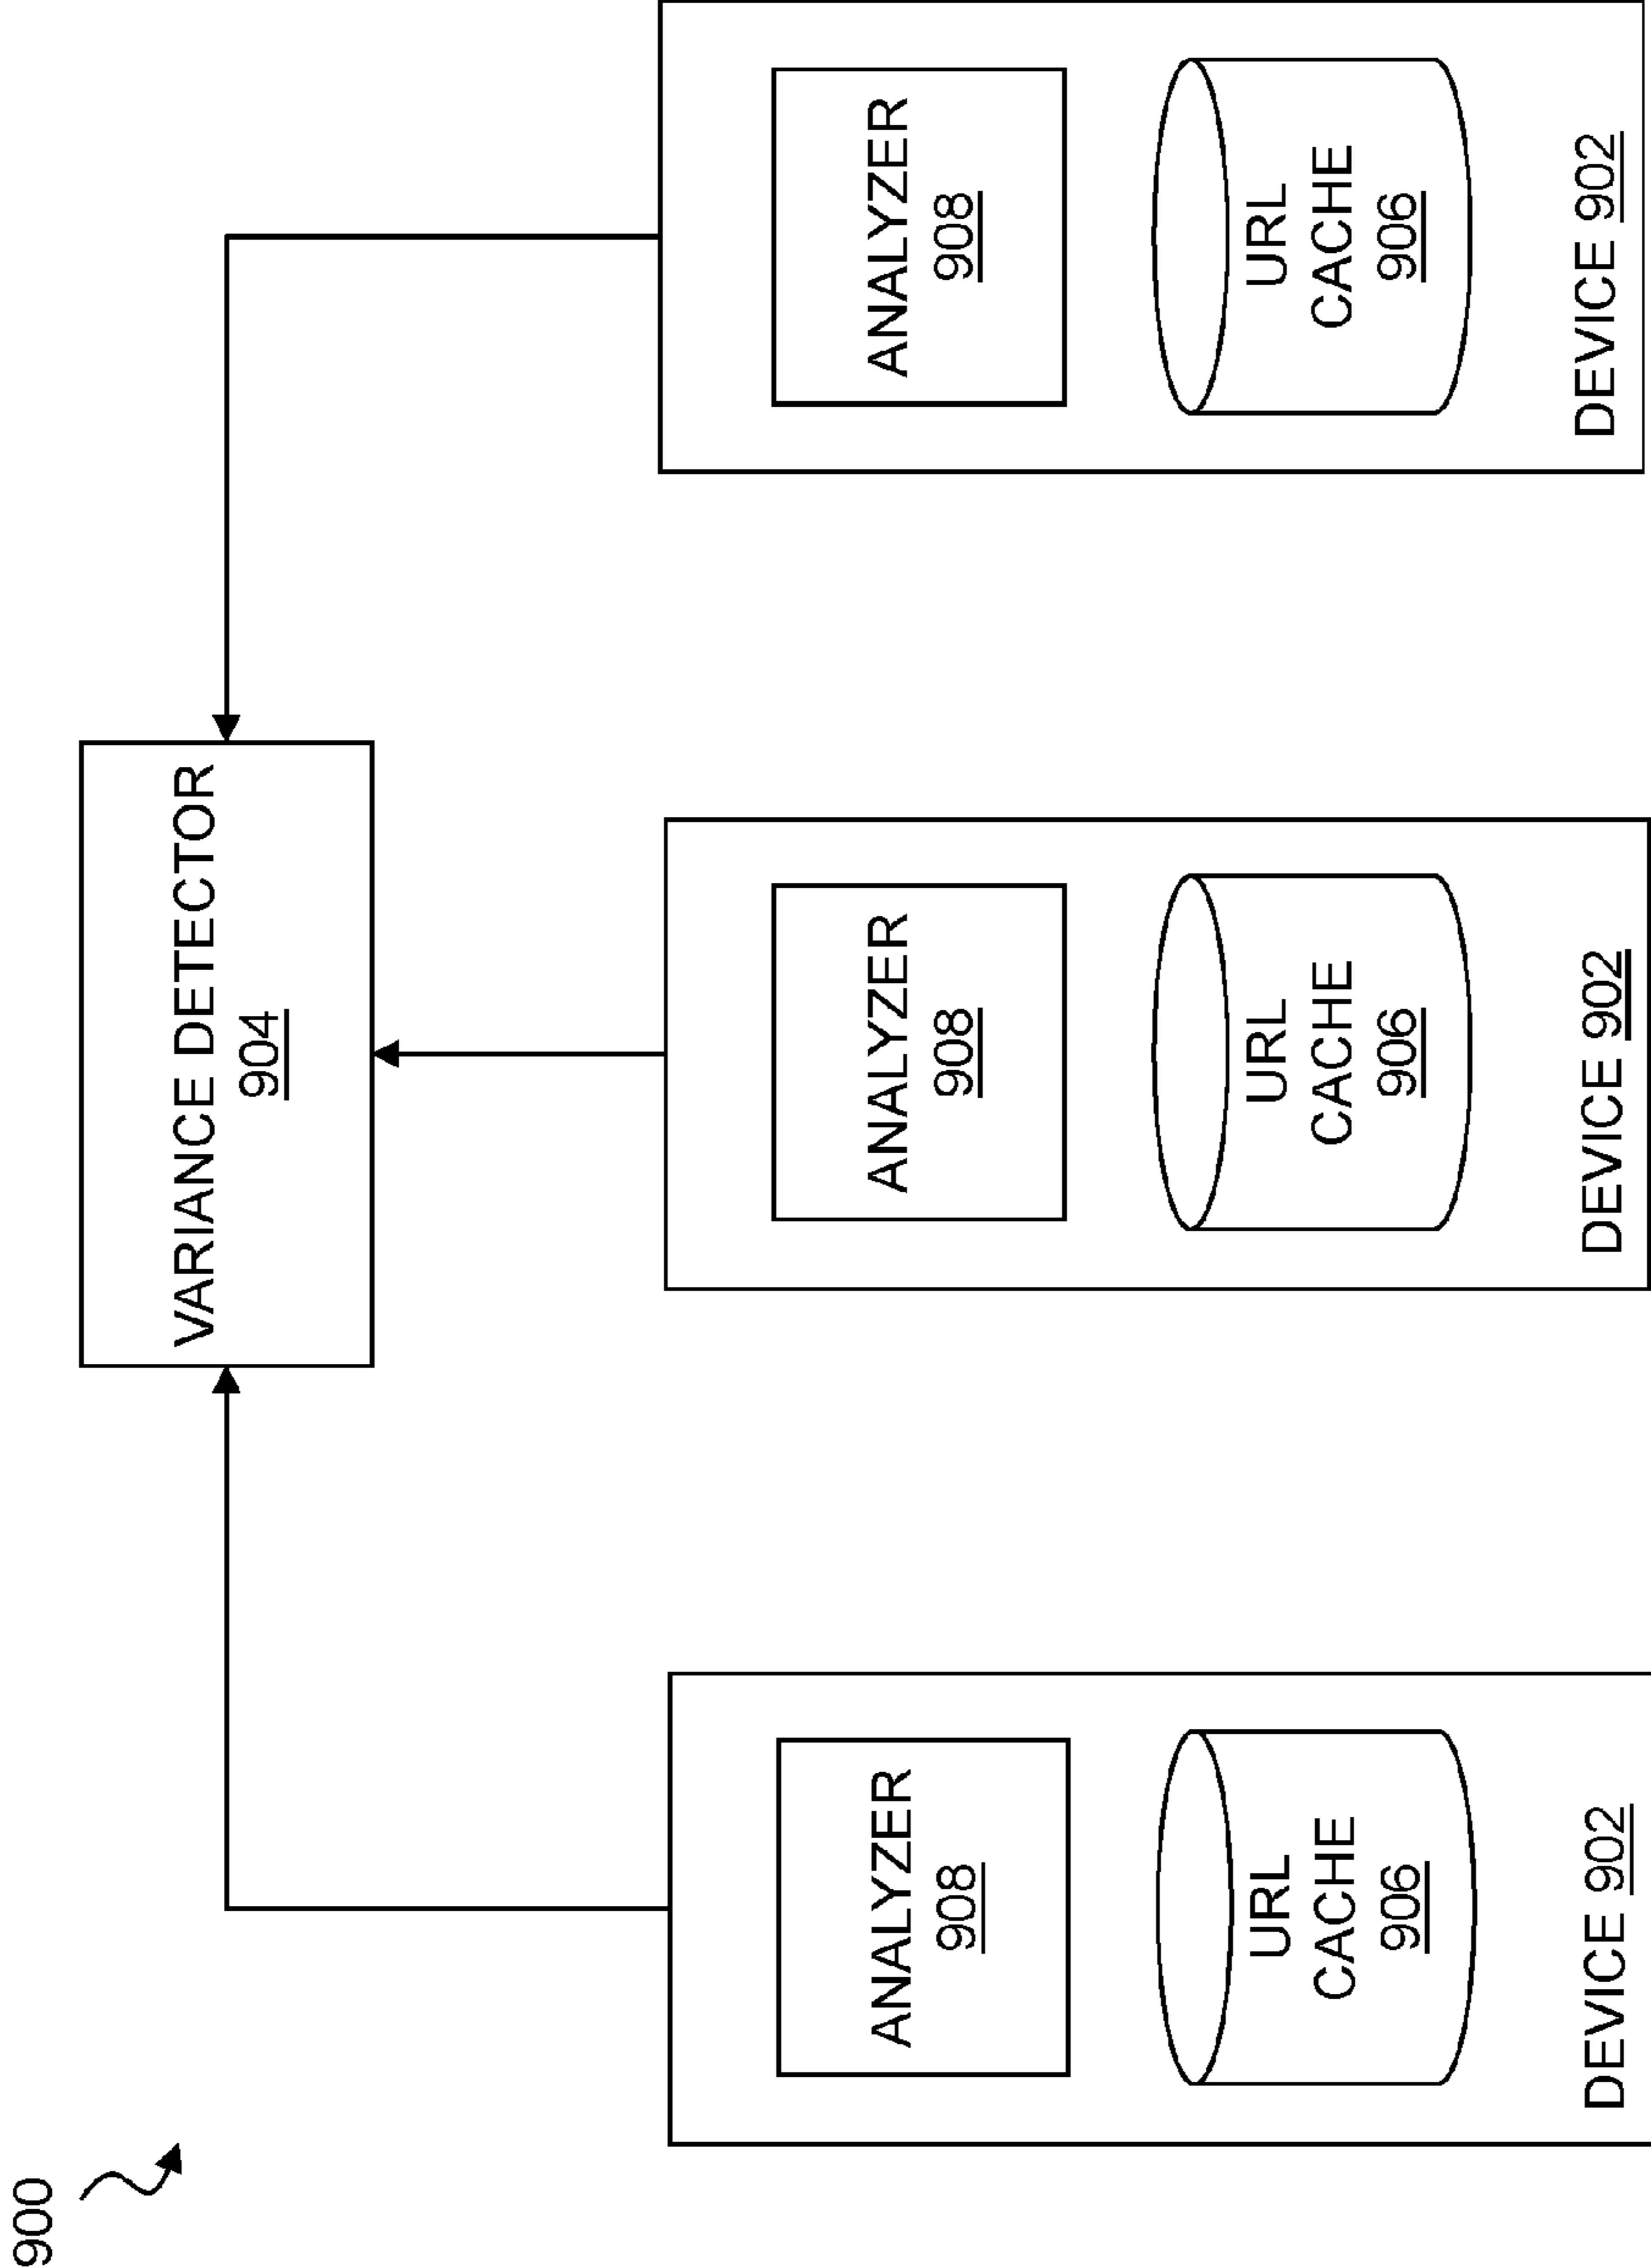 900
VARIANCE DETECTOR
904
ANALYZER
908
URL
CACHE
906
DEVICE 902
ANALYZER
908
URL
CACHE
906
DEVICE 902
ANALYZER
908
URL
CACHE
906
DEVICE 902